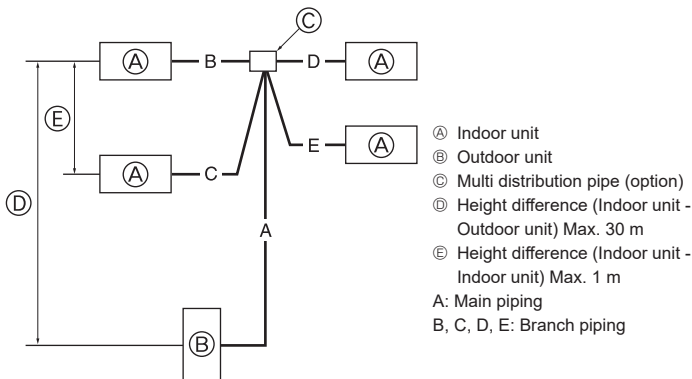 Ⓒ
Ⓐ B D Ⓐ
Ⓔ
E Ⓐ
Ⓐ C
Ⓓ
A
Ⓑ
Ⓐ Indoor unit
Ⓑ Outdoor unit
Ⓒ Multi distribution pipe (option)
Ⓓ Height difference (Indoor unit -
Outdoor unit) Max. 30 m
Ⓔ Height difference (Indoor unit -
Indoor unit) Max. 1 m
A: Main piping
B, C, D, E: Branch piping